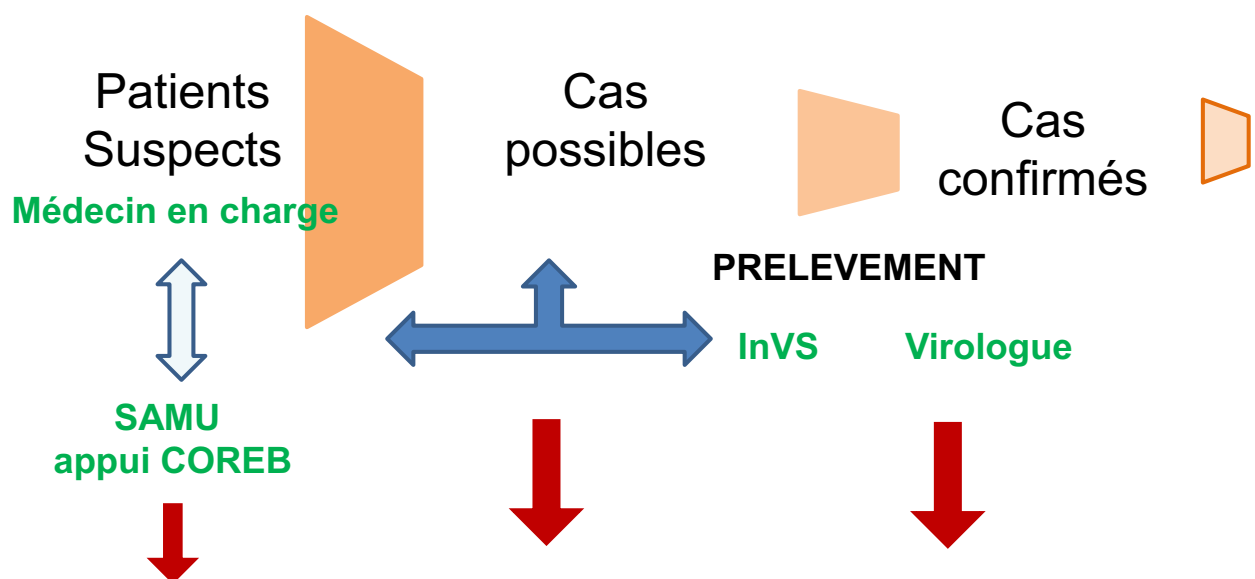 Patients
Suspects
Médecin en charge
SAMU
appui COREB
Cas
possibles
PRELEVEMENT
InVS
Virologue
Cas
confirmés